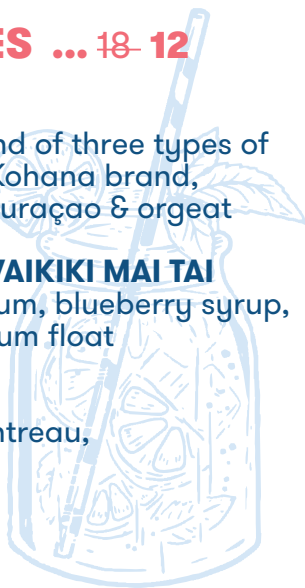 ES ... 18 12
nd of three types of
Kohana brand,
uraçao & orgeat
VAIKIKI MAI TAI
um, blueberry syrup,
um float
ntreau,